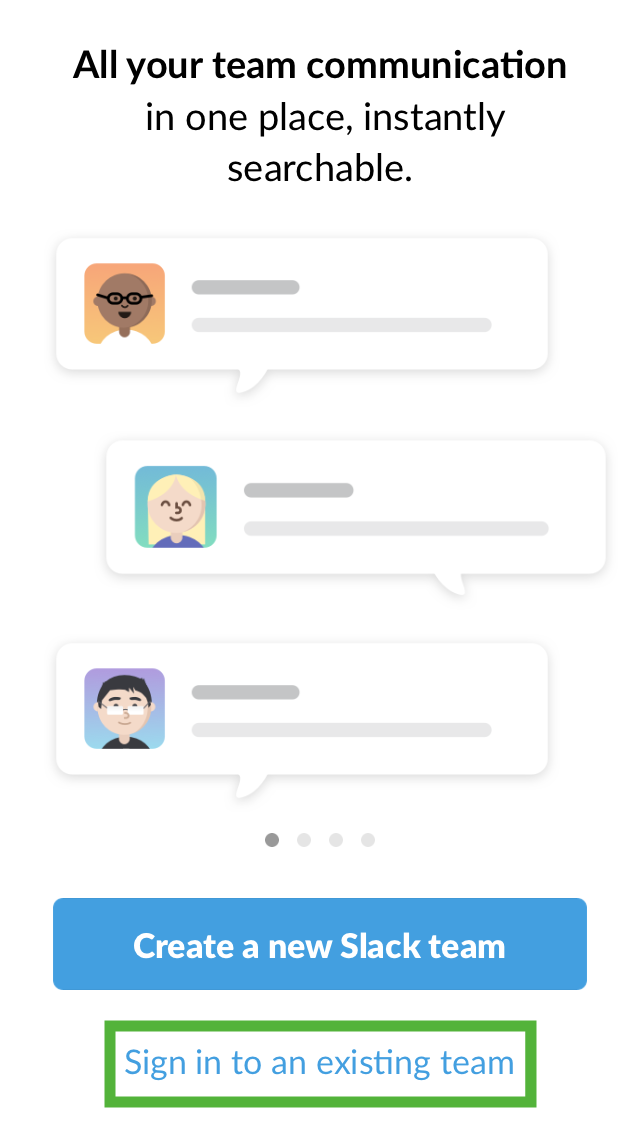 All your team communication
in one place, instantly
searchable.
Create a new Slack team
Sign in to an existing team